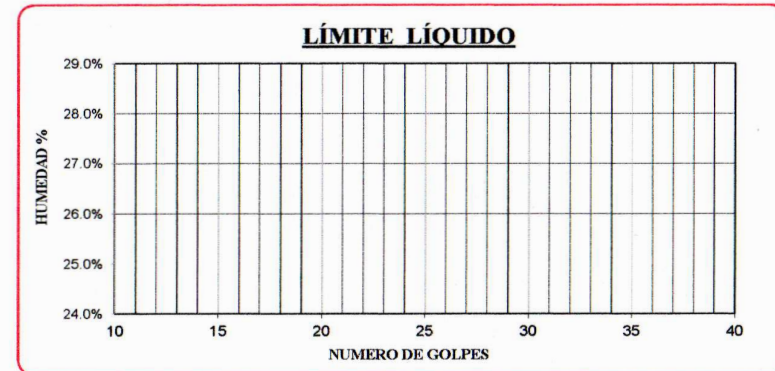 LÍMITE LÍQUIDO
29.0%
28.0%
27.0%
26.0%
25.0%
24.0%
HUMEDAD %
10 15 20 25 30 35 40
NUMERO DE GOLPES